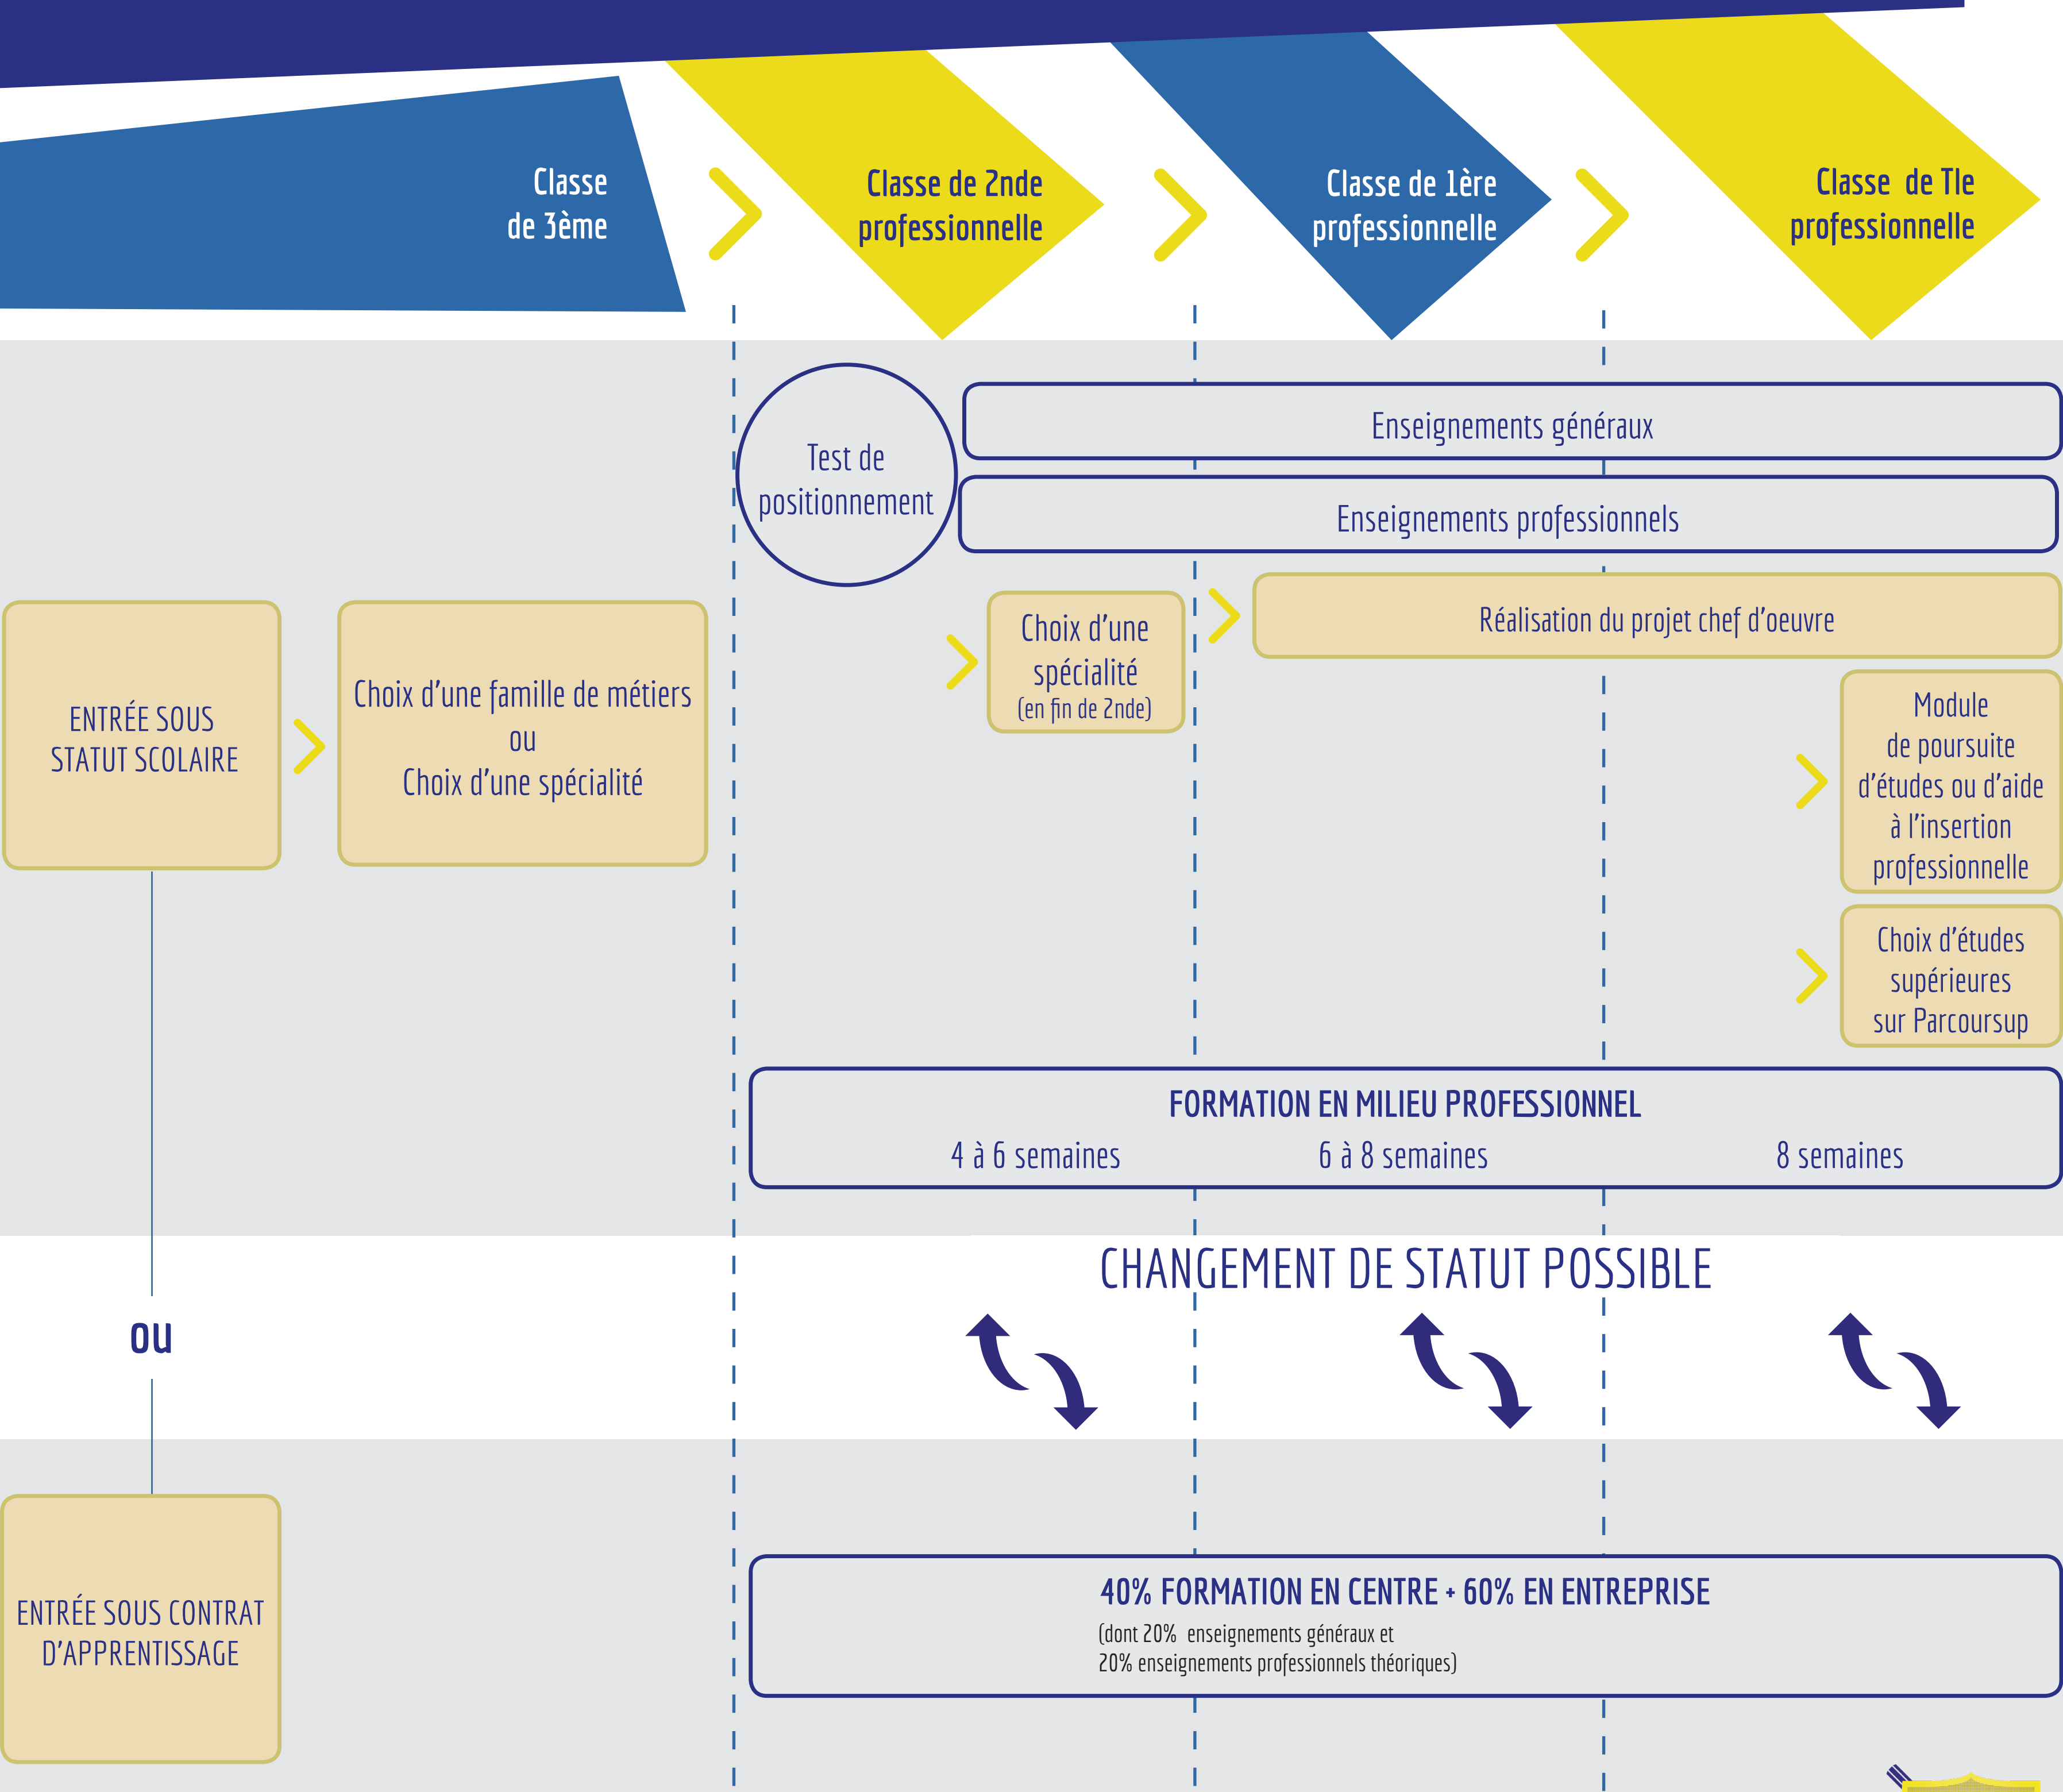 Classe
de 3ème
Classe de 2nde
professionnelle
Classe de 1ère
professionnelle
Classe de Tle
professionnelle
Test de
positionnement
Enseignements généraux
Enseignements professionnels
ENTRÉE SOUS
STATUT SCOLAIRE
Choix d'une famille de métiers
ou
Choix d'une spécialité
Choix d'une
spécialité
(en fin de 2nde)
Réalisation du projet chef d'oeuvre
Module
de poursuite
d'études ou d'aide
à l'insertion
professionnelle
Choix d'études
supérieures
sur Parcoursup
FORMATION EN MILIEU PROFESSIONNEL
4 à 6 semaines
6 à 8 semaines
8 semaines
CHANGEMENT DE STATUT POSSIBLE
ou
ENTRÉE SOUS CONTRAT
D'APPRENTISSAGE
40% FORMATION EN CENTRE + 60% EN ENTREPRISE
(dont 20% enseignements généraux et
20% enseignements professionnels théoriques)